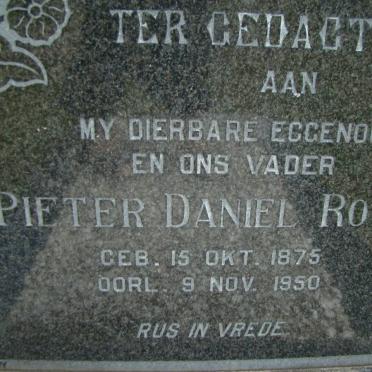 TER GEDAGT
AAN
MY DIERBARE EGGENO
EN ONS VADER
PIETER DANIEL RO
GEB. 15 OKT. 1875
OORL. 9 NOV. 1950
RUS IN VREDE